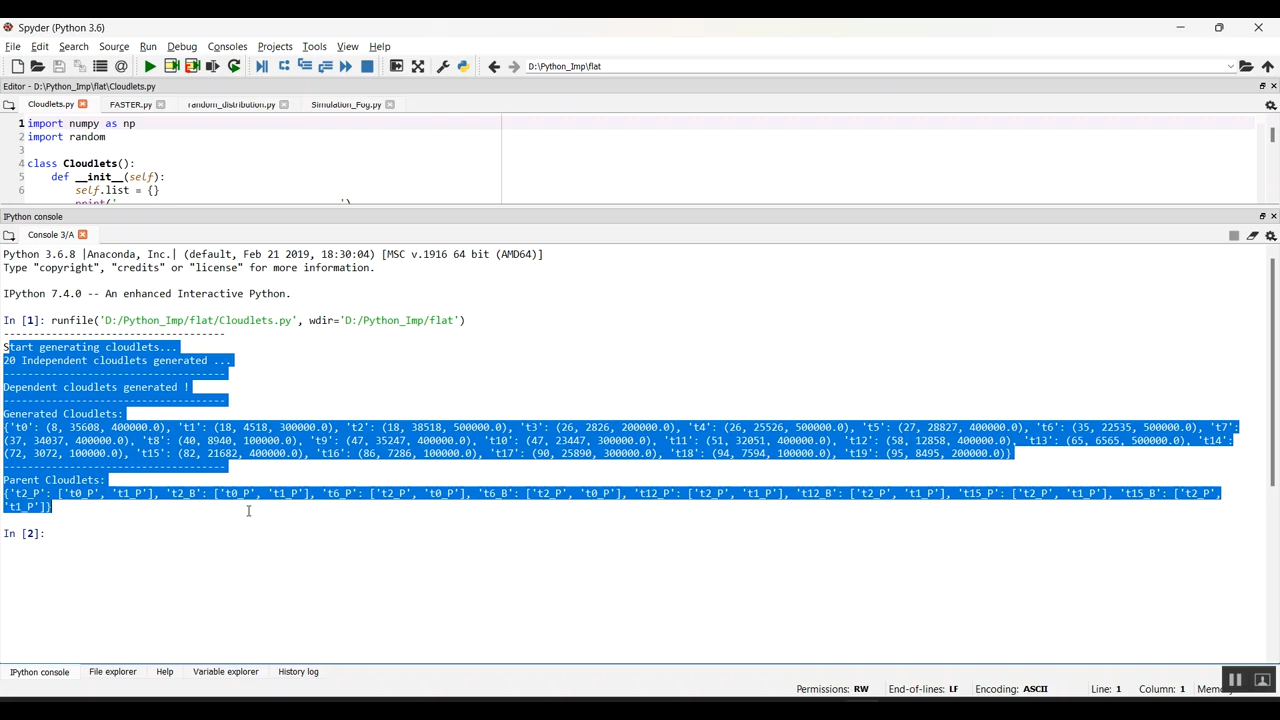 Spyder (Python 3.6)
File Edit Search Source Run Debug Consoles Projects Tools View Help
D:\Python_Imp\flat
Editor - D:\Python_Imp\flat\Cloudlets.py
Cloudlets.py FASTER.py random_distribution.py Simulation_Fog.py
1 import numpy as np
2 import random
3
4 class Cloudlets():
5 def __init__(self):
6 self.list = {}
print('------------------------------------')
IPython console
Console 3/A
Python 3.6.8 |Anaconda, Inc.| (default, Feb 21 2019, 18:30:04) [MSC v.1916 64 bit (AMD64)]
Type "copyright", "credits" or "license" for more information.
IPython 7.4.0 -- An enhanced Interactive Python.
In [1]: runfile('D:/Python_Imp/flat/Cloudlets.py', wdir='D:/Python_Imp/flat')
-------------------------------------
Start generating cloudlets...
20 Independent cloudlets generated ...
-------------------------------------
Dependent cloudlets generated !
-------------------------------------
Generated Cloudlets:
{'t0': (8, 35608, 400000.0), 't1': (18, 4518, 300000.0), 't2': (18, 38518, 500000.0), 't3': (26, 2826, 200000.0), 't4': (26, 25526, 500000.0), 't5': (27, 28827, 400000.0), 't6': (35, 22535, 500000.0), 't7':
(37, 34037, 400000.0), 't8': (40, 8940, 100000.0), 't9': (47, 35247, 400000.0), 't10': (47, 23447, 300000.0), 't11': (51, 32051, 400000.0), 't12': (58, 12858, 400000.0), 't13': (65, 6565, 500000.0), 't14':
(72, 3072, 100000.0), 't15': (82, 21682, 400000.0), 't16': (86, 7286, 100000.0), 't17': (90, 25890, 300000.0), 't18': (94, 7594, 100000.0), 't19': (95, 8495, 200000.0)}
-------------------------------------
Parent Cloudlets:
{'t2_P': ['t0_P', 't1_P'], 't2_B': ['t0_P', 't1_P'], 't6_P': ['t2_P', 't0_P'], 't6_B': ['t2_P', 't0_P'], 't12_P': ['t2_P', 't1_P'], 't12_B': ['t2_P', 't1_P'], 't15_P': ['t2_P', 't1_P'], 't15_B': ['t2_P',
't1_P']}
In [2]:
IPython console File explorer Help Variable explorer History log
Permissions: RW End-of-lines: LF Encoding: ASCII Line: 1 Column: 1